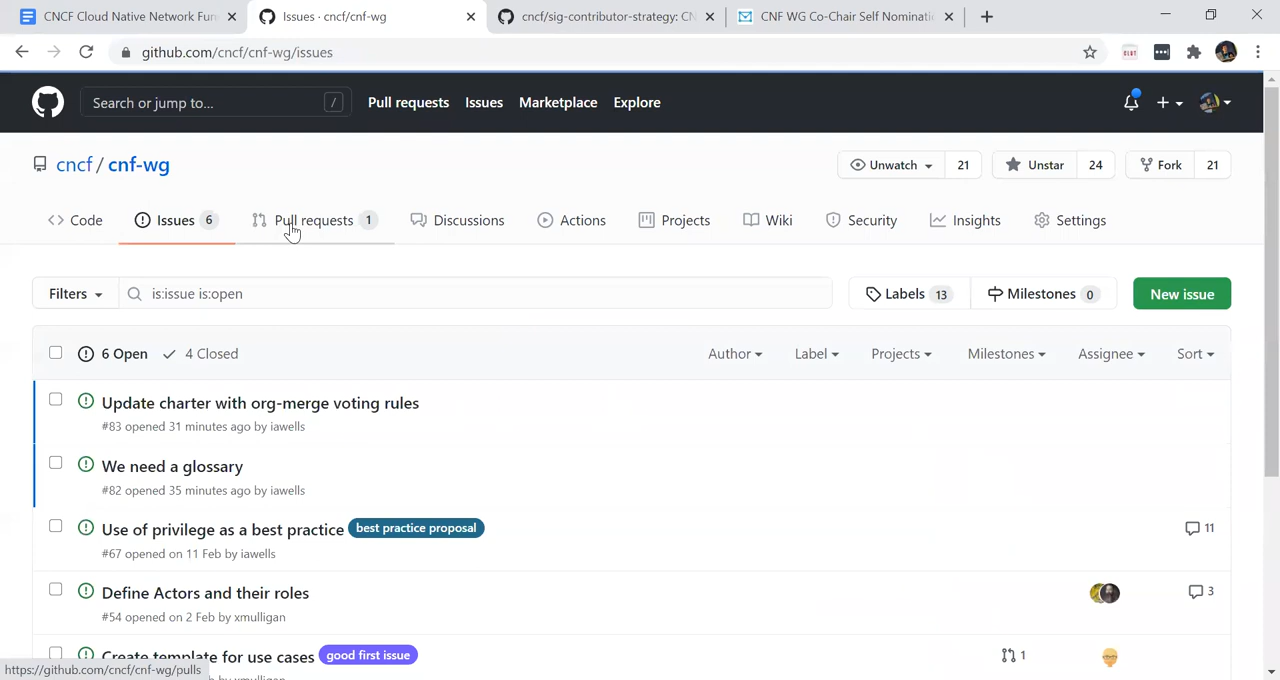 CNCF Cloud Native Network Fun
Issues · cncf/cnf-wg
cncf/sig-contributor-strategy: CN
CNF WG Co-Chair Self Nominati
github.com/cncf/cnf-wg/issues
Search or jump to... /
Pull requests Issues Marketplace Explore
cncf / cnf-wg
Unwatch 21 Unstar 24 Fork 21
Code Issues 6 Pull requests 1 Discussions Actions Projects Wiki Security Insights Settings
Filters is:issue is:open Labels 13 Milestones 0 New issue
6 Open 4 Closed Author Label Projects Milestones Assignee Sort
Update charter with org-merge voting rules
#83 opened 31 minutes ago by iawells
We need a glossary
#82 opened 35 minutes ago by iawells
Use of privilege as a best practice best practice proposal 11
#67 opened on 11 Feb by iawells
Define Actors and their roles 3
#54 opened on 2 Feb by xmulligan
Create template for use cases good first issue 1
https://github.com/cncf/cnf-wg/pulls
by xmulligan